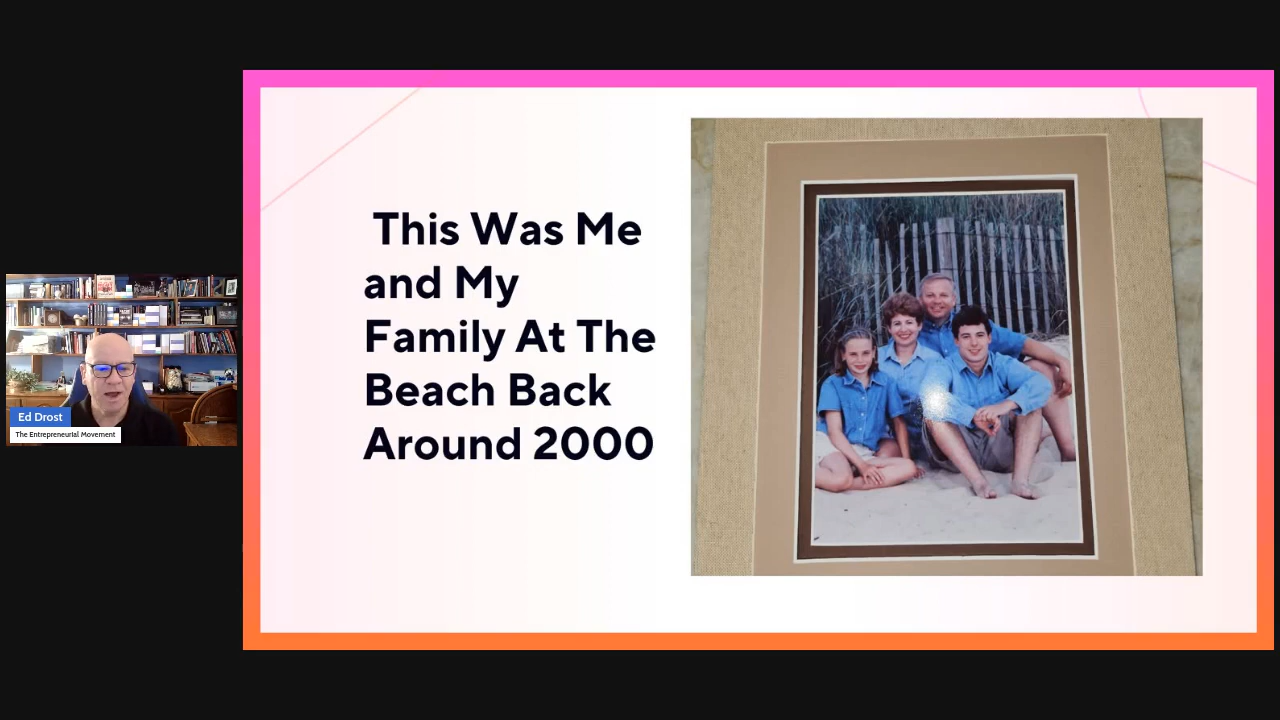 This Was Me
and My
Family At The
Beach Back
Around 2000
Ed Drost
The Entrepreneurial Movement